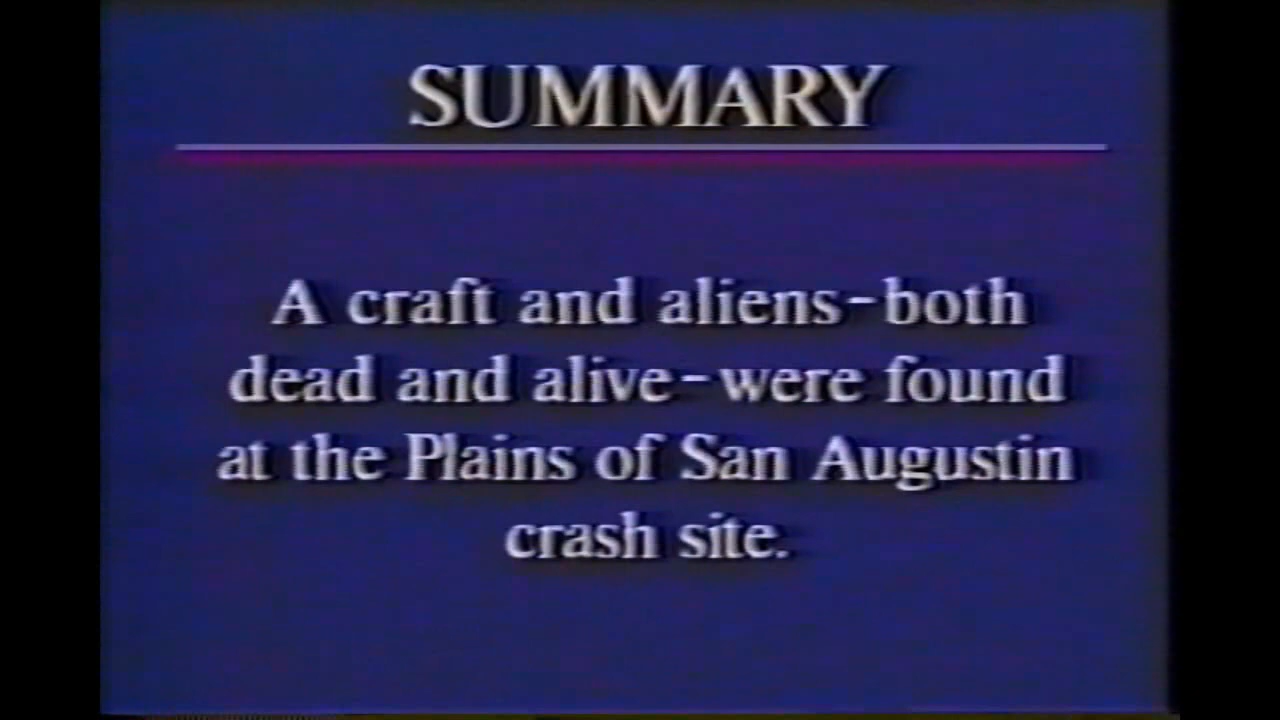 SUMMARY
A craft and aliens-both
dead and alive-were found
at the Plains of San Augustin
crash site.